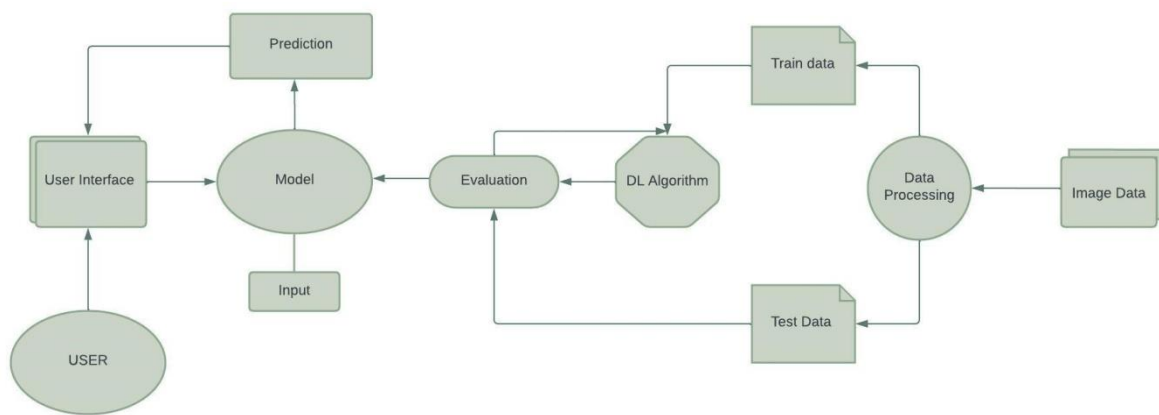 Prediction
Train data
User Interface
Model
Evaluation
DL Algorithm
Data
Processing
Image Data
Input
Test Data
USER